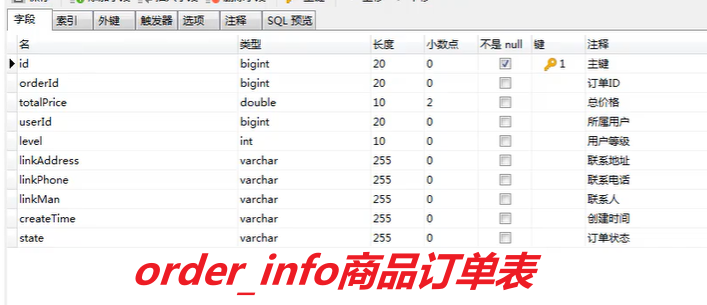 字段 索引 外键 触发器 选项 注释 SQL 预览
名 类型 长度 小数点 不是 null 键 注释
id bigint 20 0 1 主键
orderId bigint 20 0 订单ID
totalPrice double 10 2 总价格
userId bigint 20 0 所属用户
level int 10 0 用户等级
linkAddress varchar 255 0 联系地址
linkPhone varchar 255 0 联系电话
linkMan varchar 255 0 联系人
createTime varchar 255 0 创建时间
state varchar 255 0 订单状态
order_info商品订单表